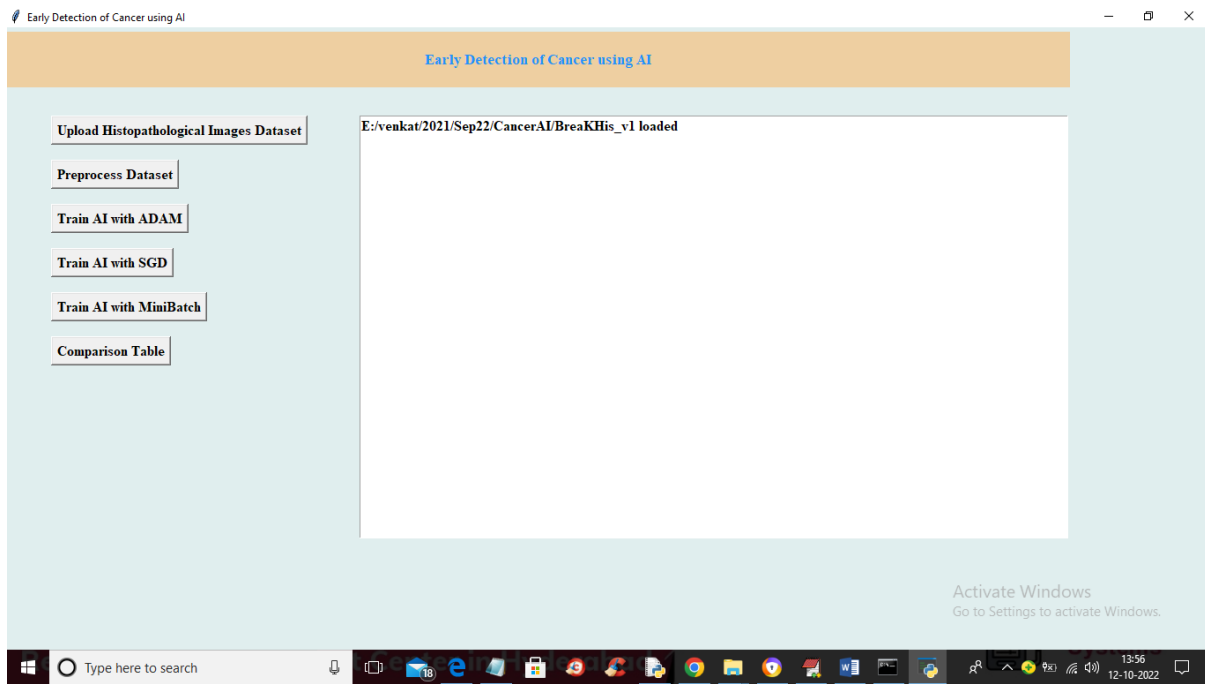 Early Detection of Cancer using AI
Early Detection of Cancer using AI
Upload Histopathological Images Dataset
E:/venkat/2021/Sep22/CancerAI/BreaKHis_v1 loaded
Preprocess Dataset
Train AI with ADAM
Train AI with SGD
Train AI with MiniBatch
Comparison Table
Activate Windows
Go to Settings to activate Windows.
Type here to search
18
13:56
12-10-2022